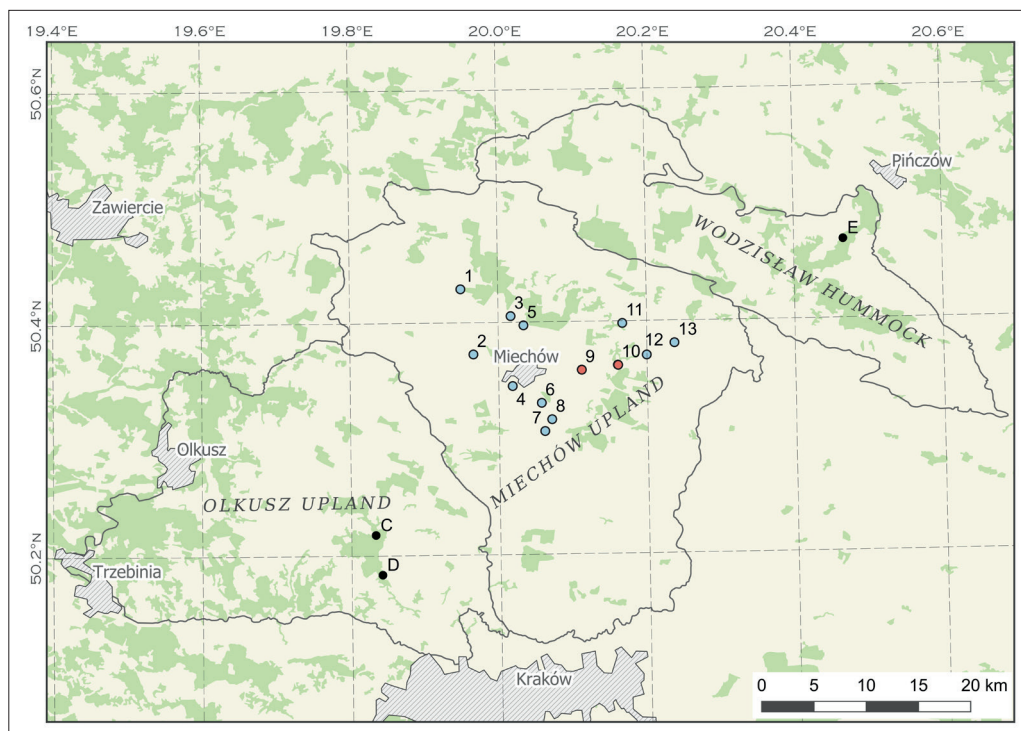 19.4°E 19.6°E 19.8°E 20.0°E 20.2°E 20.4°E 20.6°E
50.6°N
Pińczów
Zawiercie
WODZISŁAW HUMMOCK
E
1
3
5
11
50.4°N
13
12
2
Miechów
9
10
4
6
8
7
MIECHÓW UPLAND
Olkusz
OLKUSZ UPLAND
C
50.2°N
D
Trzebinia
Kraków
0 5 10 15 20 km